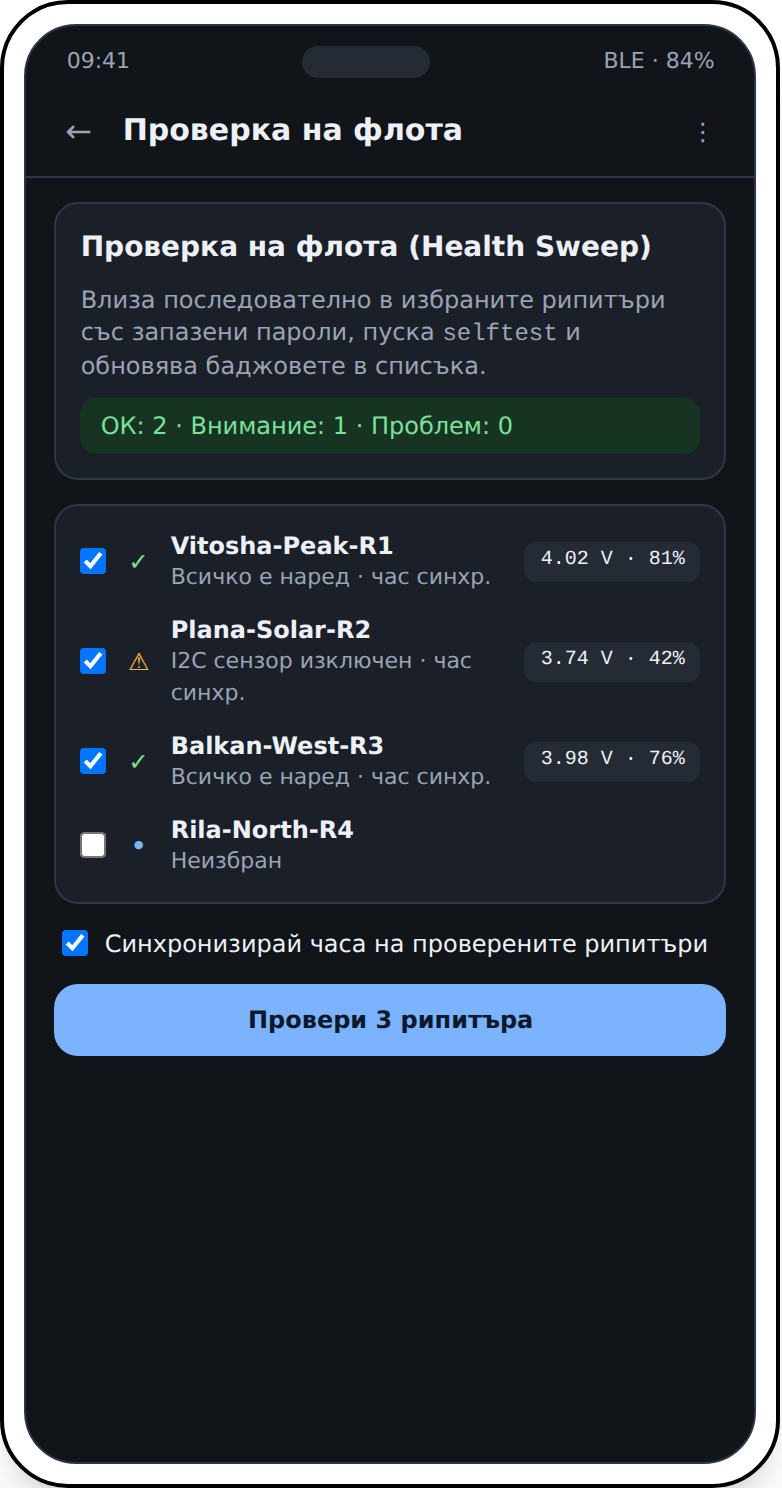 09:41
BLE · 84%
← Проверка на флота ⋮
Проверка на флота (Health Sweep)
Влиза последователно в избраните рипитъри
със запазени пароли, пуска selftest и
обновява баджовете в списъка.
ОК: 2 · Внимание: 1 · Проблем: 0
✓ Vitosha-Peak-R1
Всичко е наред · час синхр.
4.02 V · 81%
⚠ Plana-Solar-R2
I2C сензор изключен · час
синхр.
3.74 V · 42%
✓ Balkan-West-R3
Всичко е наред · час синхр.
3.98 V · 76%
• Rila-North-R4
Неизбран
Синхронизирай часа на проверените рипитъри
Провери 3 рипитъра